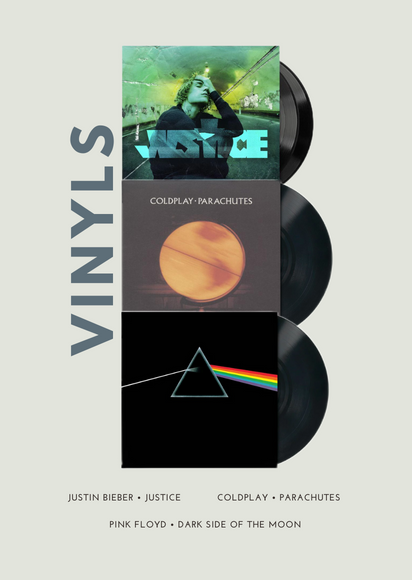 VINYLS
JUSTICE
COLDPLAY • PARACHUTES
JUSTIN BIEBER • JUSTICE
COLDPLAY • PARACHUTES
PINK FLOYD • DARK SIDE OF THE MOON